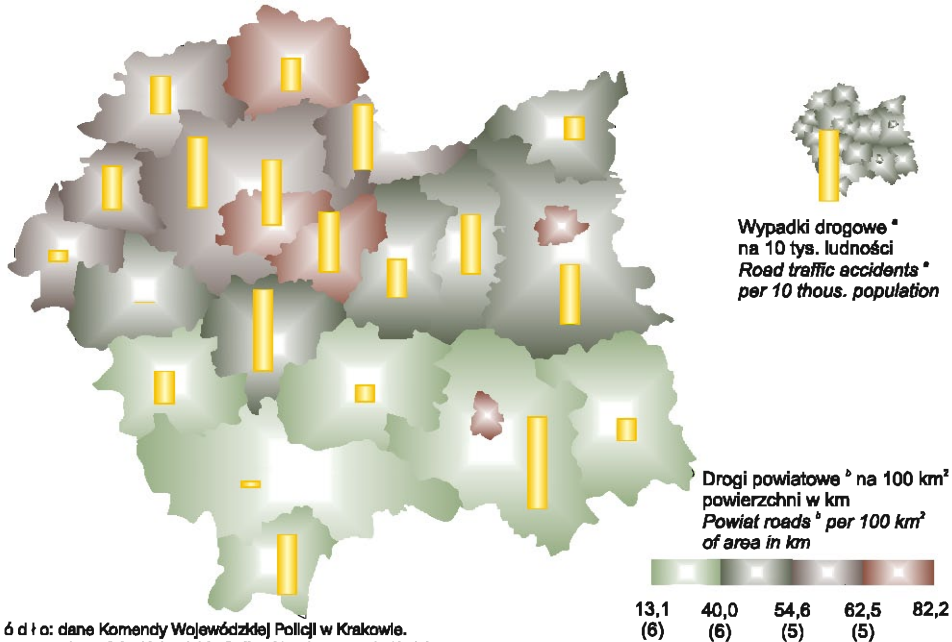 Wypadki drogowe ᵃ
na 10 tys. ludności
Road traffic accidents ᵃ
per 10 thous. population
Drogi powiatowe ᵇ na 100 km²
powierzchni w km
Powiat roads ᵇ per 100 km²
of area in km
13,1 40,0 54,6 62,5 82,2
(6) (6) (5) (5)
ó d ł o: dane Komendy Wojewódzkiej Policji w Krakowie.